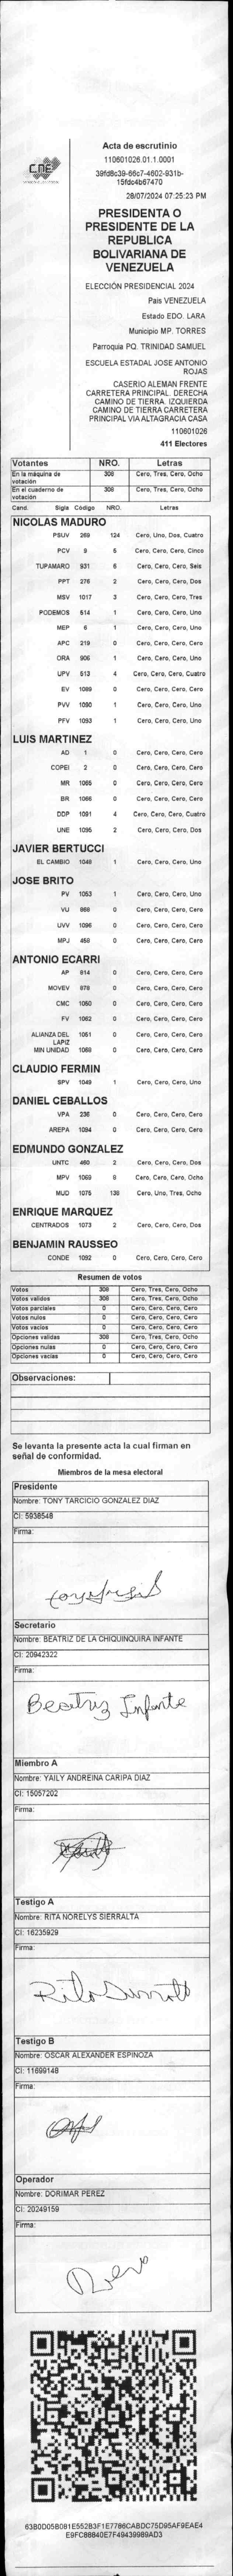 CNE
Acta de escrutinio
110601026.01.1.0001
39fd8c39-66c7-4602-931b-
15fdc4b67470
28/07/2024 07:25:23 PM
PRESIDENTA O
PRESIDENTE DE LA
REPUBLICA
BOLIVARIANA DE
VENEZUELA
ELECCIÓN PRESIDENCIAL 2024
Pais VENEZUELA
Estado EDO. LARA
Municipio MP. TORRES
Parroquia PQ. TRINIDAD SAMUEL
ESCUELA ESTADAL JOSE ANTONIO
ROJAS
CASERIO ALEMAN FRENTE
CARRETERA PRINCIPAL. DERECHA
CAMINO DE TIERRA. IZQUIERDA
CAMINO DE TIERRA CARRETERA
PRINCIPAL VIA ALTAGRACIA CASA
110601026
411 Electores
Votantes NRO. Letras
En la máquina de votación 308 Cero, Tres, Cero, Ocho
En el cuaderno de votación 308 Cero, Tres, Cero, Ocho
Cand. Sigla Código NRO. Letras
NICOLAS MADURO
PSUV 269 124 Cero, Uno, Dos, Cuatro
PCV 9 5 Cero, Cero, Cero, Cinco
TUPAMARO 931 6 Cero, Cero, Cero, Seis
PPT 276 2 Cero, Cero, Cero, Dos
MSV 1017 3 Cero, Cero, Cero, Tres
PODEMOS 514 1 Cero, Cero, Cero, Uno
MEP 6 1 Cero, Cero, Cero, Uno
APC 219 0 Cero, Cero, Cero, Cero
ORA 906 1 Cero, Cero, Cero, Uno
UPV 513 4 Cero, Cero, Cero, Cuatro
EV 1089 0 Cero, Cero, Cero, Cero
PVV 1090 1 Cero, Cero, Cero, Uno
PFV 1093 1 Cero, Cero, Cero, Uno
LUIS MARTINEZ
AD 1 0 Cero, Cero, Cero, Cero
COPEI 2 0 Cero, Cero, Cero, Cero
MR 1065 0 Cero, Cero, Cero, Cero
BR 1066 0 Cero, Cero, Cero, Cero
DDP 1091 4 Cero, Cero, Cero, Cuatro
UNE 1095 2 Cero, Cero, Cero, Dos
JAVIER BERTUCCI
EL CAMBIO 1048 1 Cero, Cero, Cero, Uno
JOSE BRITO
PV 1053 1 Cero, Cero, Cero, Uno
VU 869 0 Cero, Cero, Cero, Cero
UVV 1096 0 Cero, Cero, Cero, Cero
MPJ 458 0 Cero, Cero, Cero, Cero
ANTONIO ECARRI
AP 814 0 Cero, Cero, Cero, Cero
MOVEV 978 0 Cero, Cero, Cero, Cero
CMC 1050 0 Cero, Cero, Cero, Cero
FV 1062 0 Cero, Cero, Cero, Cero
ALIANZA DEL LAPIZ 1051 0 Cero, Cero, Cero, Cero
MIN UNIDAD 1068 0 Cero, Cero, Cero, Cero
CLAUDIO FERMIN
SPV 1049 1 Cero, Cero, Cero, Uno
DANIEL CEBALLOS
VPA 236 0 Cero, Cero, Cero, Cero
AREPA 1094 0 Cero, Cero, Cero, Cero
EDMUNDO GONZALEZ
UNTC 460 2 Cero, Cero, Cero, Dos
MPV 1069 8 Cero, Cero, Cero, Ocho
MUD 1075 138 Cero, Uno, Tres, Ocho
ENRIQUE MARQUEZ
CENTRADOS 1073 2 Cero, Cero, Cero, Dos
BENJAMIN RAUSSEO
CONDE 1092 0 Cero, Cero, Cero, Cero
Resumen de votos
Votos 308 Cero, Tres, Cero, Ocho
Votos validos 308 Cero, Tres, Cero, Ocho
Votos parciales 0 Cero, Cero, Cero, Cero
Votos nulos 0 Cero, Cero, Cero, Cero
Votos vacios 0 Cero, Cero, Cero, Cero
Opciones validas 308 Cero, Tres, Cero, Ocho
Opciones nulas 0 Cero, Cero, Cero, Cero
Opciones vacias 0 Cero, Cero, Cero, Cero
Observaciones:
Se levanta la presente acta la cual firman en
señal de conformidad.
Miembros de la mesa electoral
Presidente
Nombre: TONY TARCICIO GONZALEZ DIAZ
CI: 5938548
Firma:
Secretario
Nombre: BEATRIZ DE LA CHIQUINQUIRA INFANTE
CI: 20942322
Firma:
Beatriz Infante
Miembro A
Nombre: YAILY ANDREINA CARIPA DIAZ
CI: 15057202
Firma:
Testigo A
Nombre: RITA NORELYS SIERRALTA
CI: 16235929
Firma:
Testigo B
Nombre: OSCAR ALEXANDER ESPINOZA
CI: 11699148
Firma:
Operador
Nombre: DORIMAR PEREZ
CI: 20249159
Firma:
63B0D05B081E552B3F1E7786CABDC75D95AF9EAE4
E9FC88840E7F49439989AD3